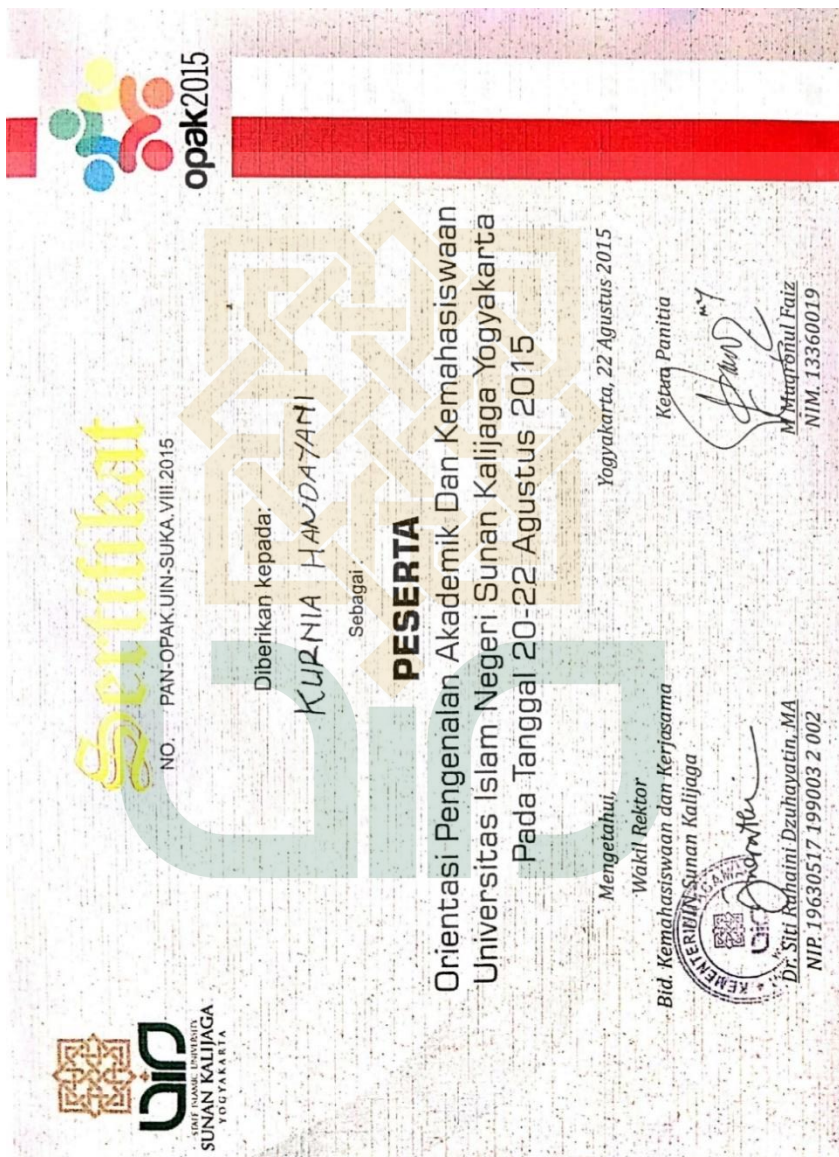 uin
STATE ISLAMIC UNIVERSITY
SUNAN KALIJAGA
YOGYAKARTA
opak2015
Sertifikat
NO. PAN-OPAK.UIN-SUKA.VIII.2015
Diberikan kepada:
KURNIA HANDAYANI
Sebagai :
PESERTA
Orientasi Pengenalan Akademik Dan Kemahasiswaan
Universitas Islam Negeri Sunan Kalijaga Yogyakarta
Pada Tanggal 20-22 Agustus 2015
Yogyakarta, 22 Agustus 2015
Mengetahui,
Wakil Rektor
Bid. Kemahasiswaan dan Kerjasama
UIN Sunan Kalijaga
Dr. Siti Ruhaini Dzuhayatin, MA
NIP. 19630517 199003 2 002
Ketua Panitia
M Muqronul Faiz
NIM. 13360019